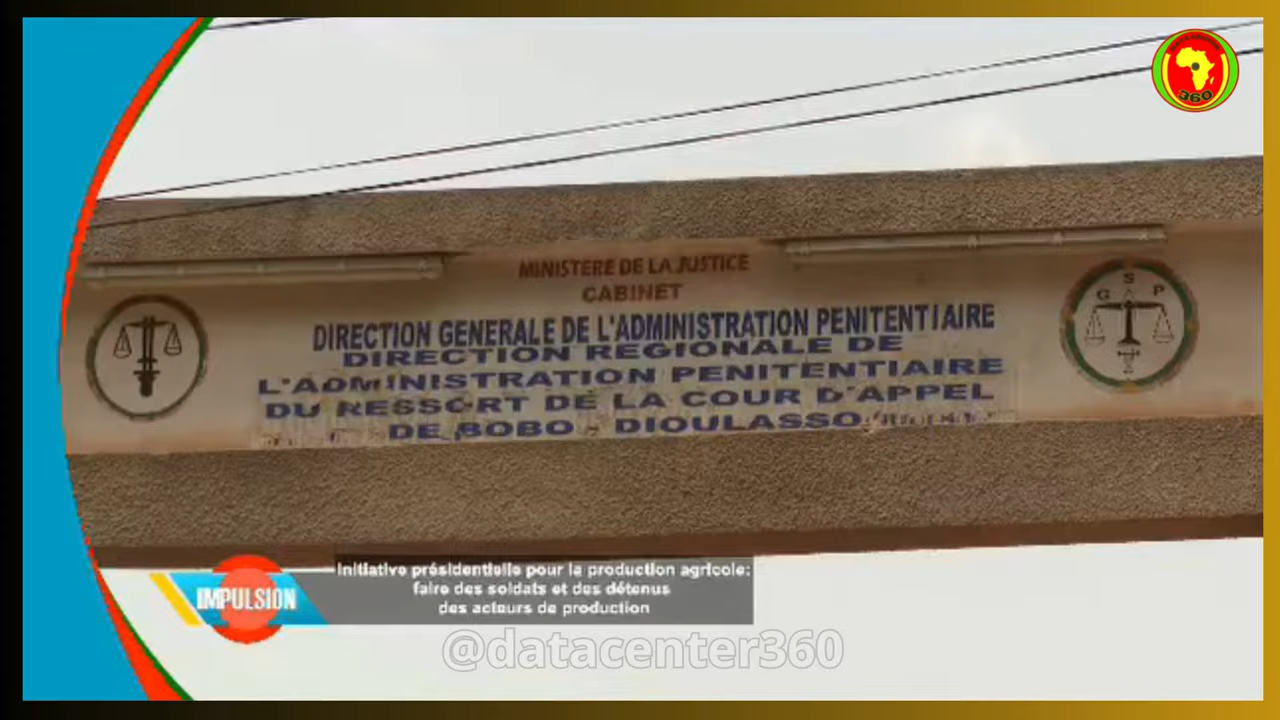 360
MINISTERE DE LA JUSTICE
CABINET
DIRECTION GENERALE DE L'ADMINISTRATION PENITENTIAIRE
DIRECTION REGIONALE DE
L'ADMINISTRATION PENITENTIAIRE
DU RESSORT DE LA COUR D'APPEL
DE BOBO - DIOULASSO
G S P
IMPULSION
Initiative présidentielle pour la production agricole:
faire des soldats et des détenus
des acteurs de production
@datacenter360